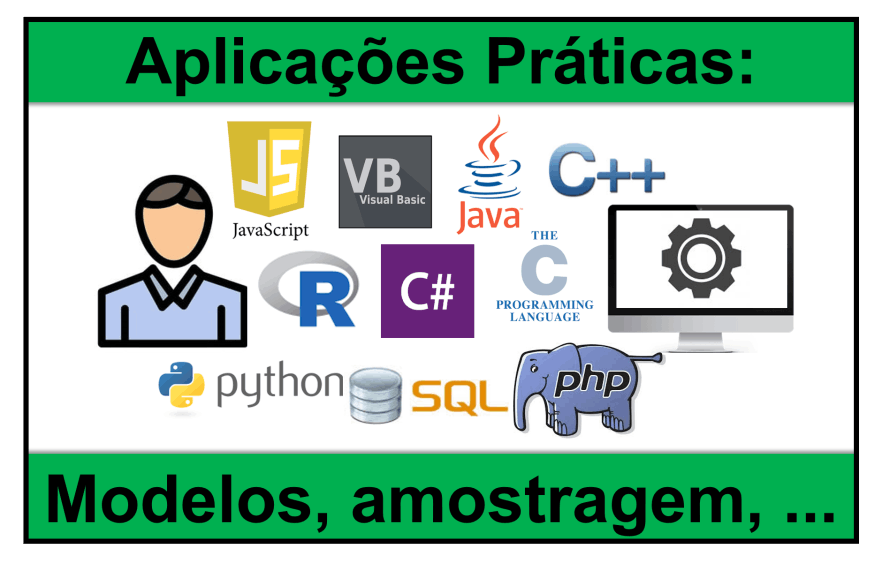 Aplicações Práticas:
JS
JavaScript
VB
Visual Basic
Java
C++
R
C#
THE
C
PROGRAMMING
LANGUAGE
python
SQL
php
Modelos, amostragem, ...